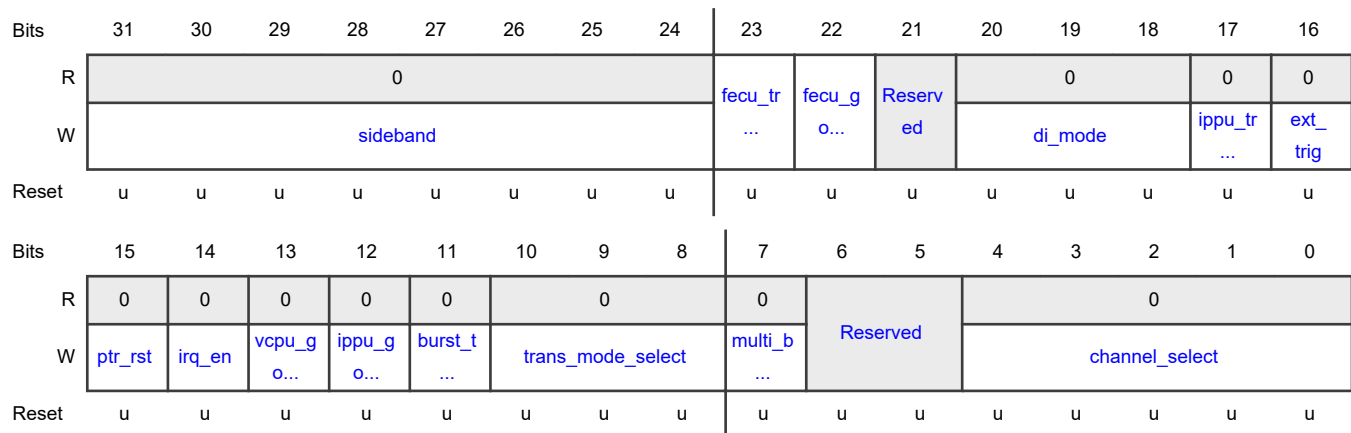 Bits 31 30 29 28 27 26 25 24 23 22 21 20 19 18 17 16
R 0 fecu_tr ... fecu_g o... Reserv ed 0 0 0
W sideband di_mode ippu_tr ... ext_ trig
Reset u u u u u u u u u u u u u u u u
Bits 15 14 13 12 11 10 9 8 7 6 5 4 3 2 1 0
R 0 0 0 0 0 0 0 Reserved 0
W ptr_rst irq_en vcpu_g o... ippu_g o... burst_t ... trans_mode_select multi_b ... channel_select
Reset u u u u u u u u u u u u u u u u